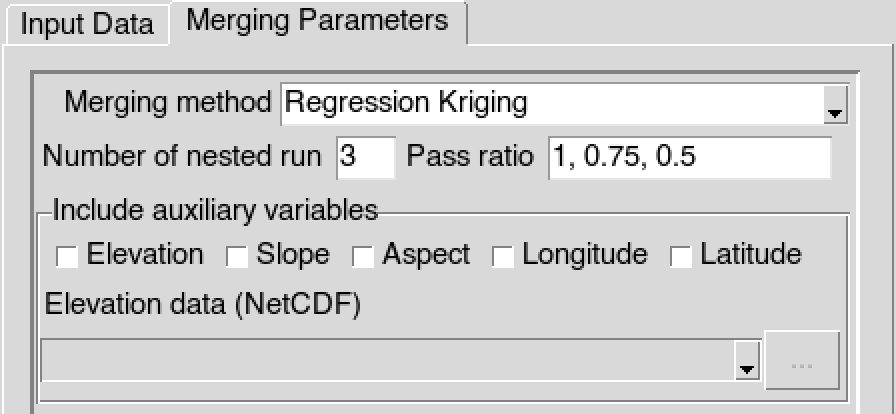 Input Data Merging Parameters
Merging method Regression Kriging
Number of nested run 3 Pass ratio 1, 0.75, 0.5
Include auxiliary variables
Elevation Slope Aspect Longitude Latitude
Elevation data (NetCDF)
...